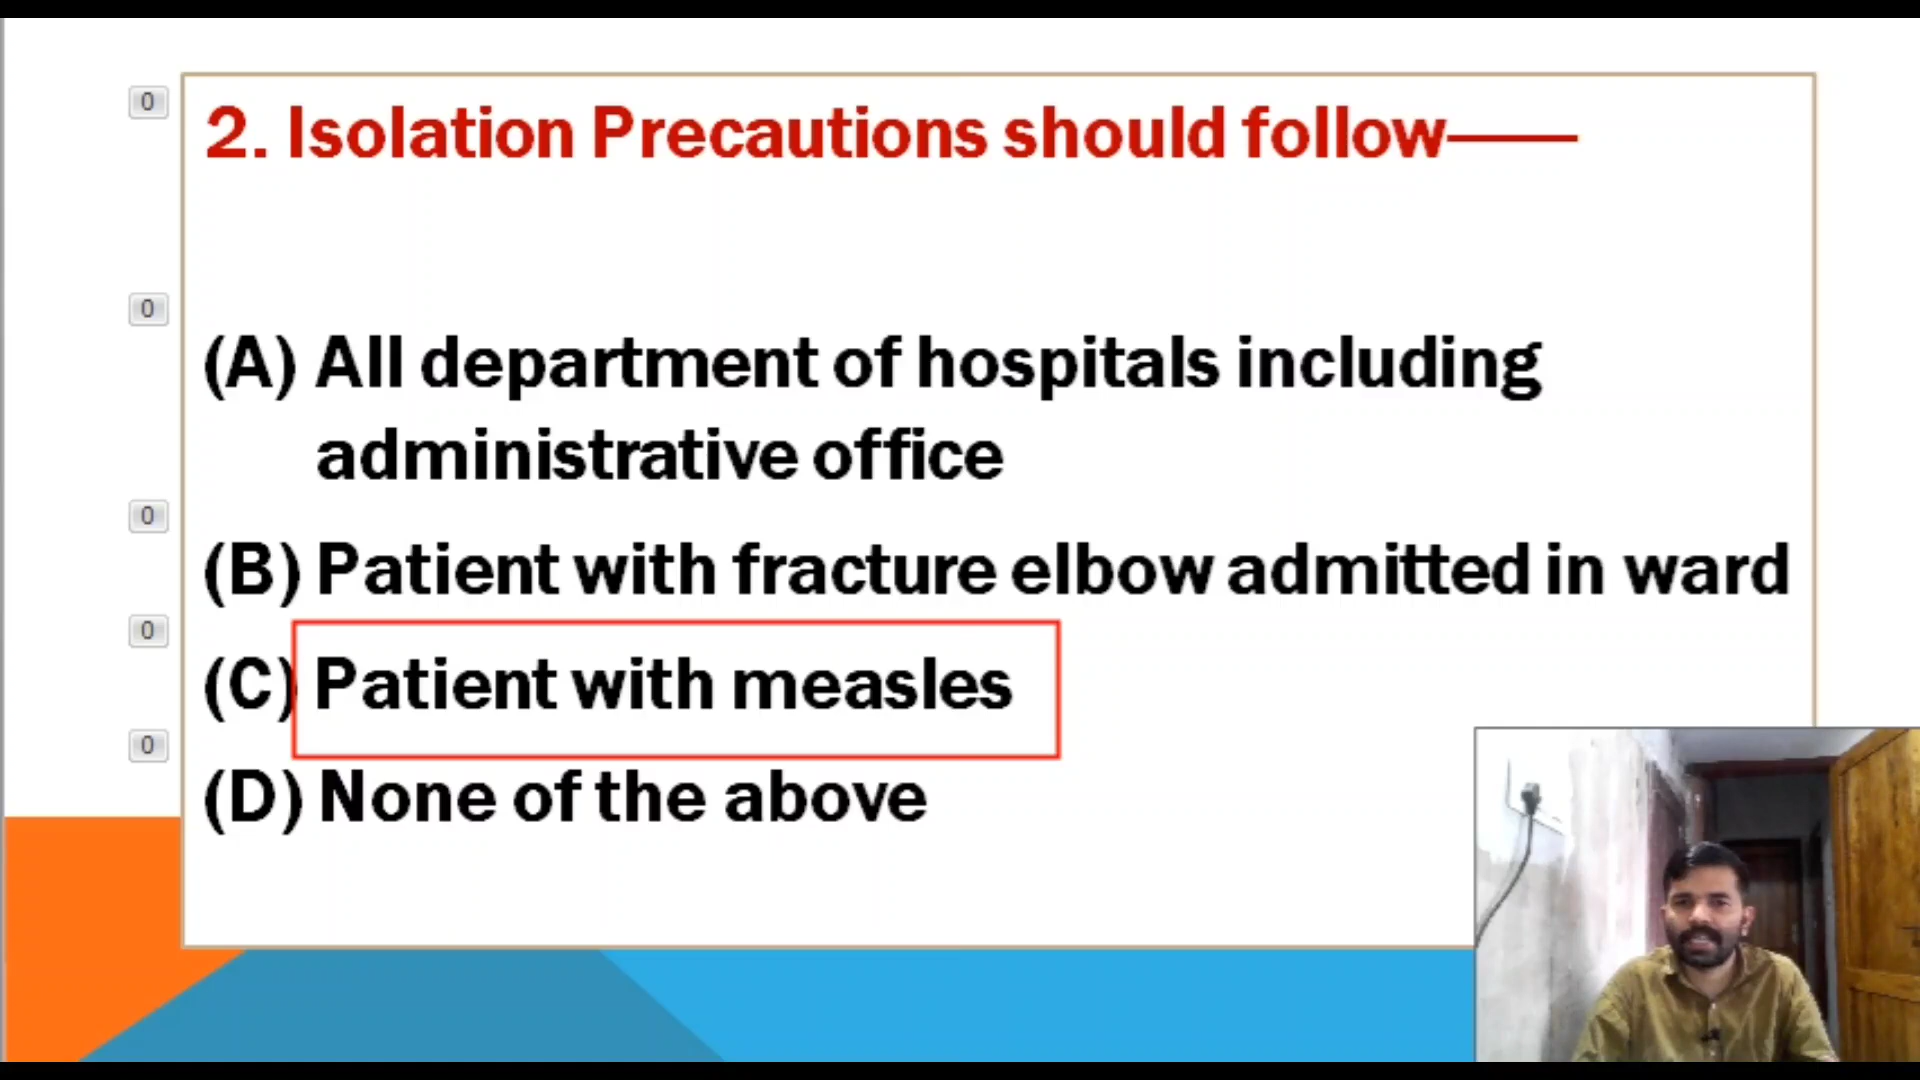 0
2. Isolation Precautions should follow——
0
(A) All department of hospitals including
administrative office
0
(B) Patient with fracture elbow admitted in ward
0
(C) Patient with measles
0
(D) None of the above